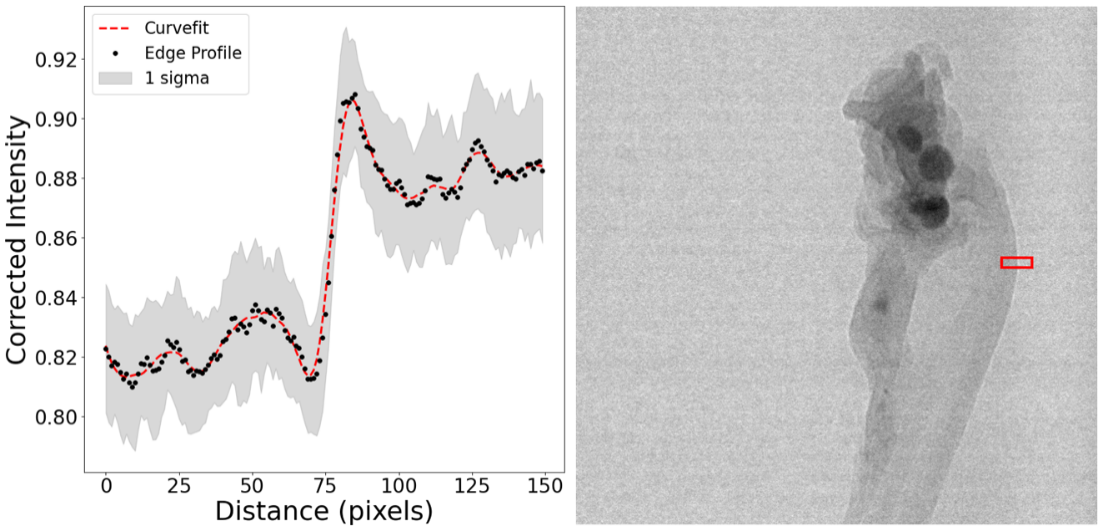 Curvefit
Edge Profile
1 sigma
0.92
0.90
0.88
0.86
0.84
0.82
0.80
Corrected Intensity
0 25 50 75 100 125 150
Distance (pixels)